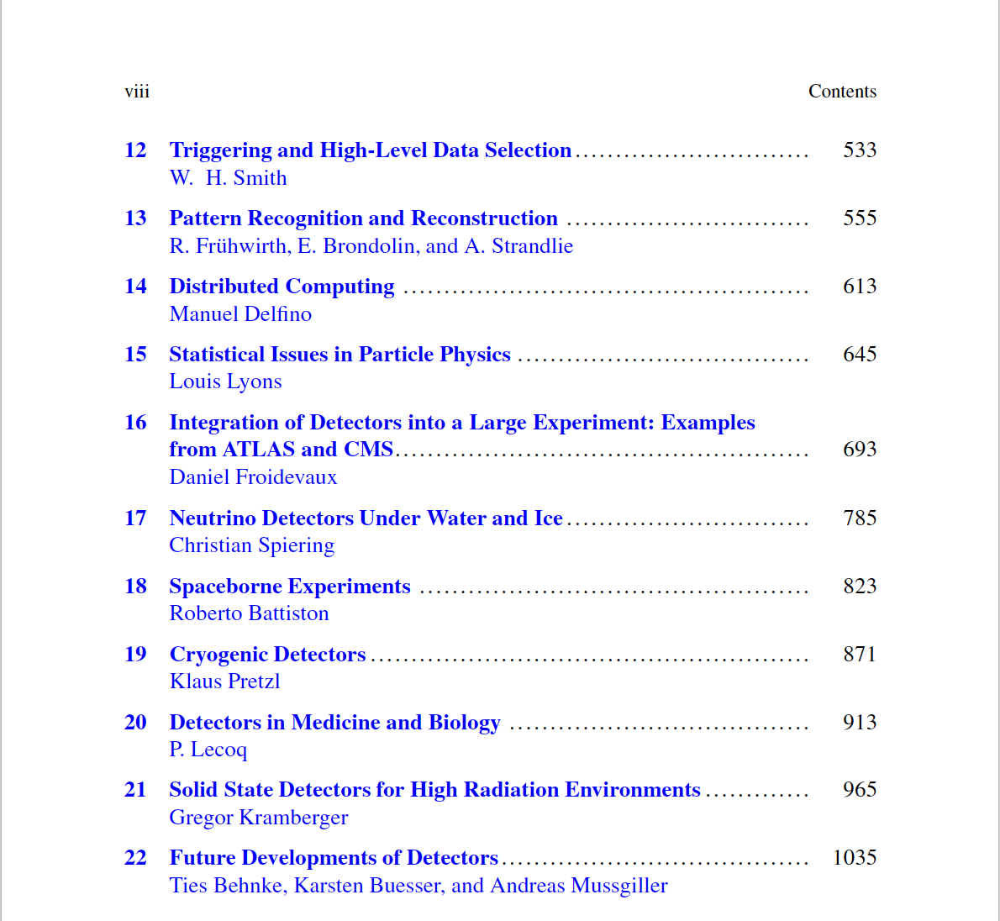 viii Contents
12 Triggering and High-Level Data Selection............................. 533
W. H. Smith
13 Pattern Recognition and Reconstruction .............................. 555
R. Frühwirth, E. Brondolin, and A. Strandlie
14 Distributed Computing .................................................. 613
Manuel Delfino
15 Statistical Issues in Particle Physics .................................... 645
Louis Lyons
16 Integration of Detectors into a Large Experiment: Examples
from ATLAS and CMS................................................... 693
Daniel Froidevaux
17 Neutrino Detectors Under Water and Ice.............................. 785
Christian Spiering
18 Spaceborne Experiments ................................................ 823
Roberto Battiston
19 Cryogenic Detectors...................................................... 871
Klaus Pretzl
20 Detectors in Medicine and Biology ..................................... 913
P. Lecoq
21 Solid State Detectors for High Radiation Environments............. 965
Gregor Kramberger
22 Future Developments of Detectors...................................... 1035
Ties Behnke, Karsten Buesser, and Andreas Mussgiller